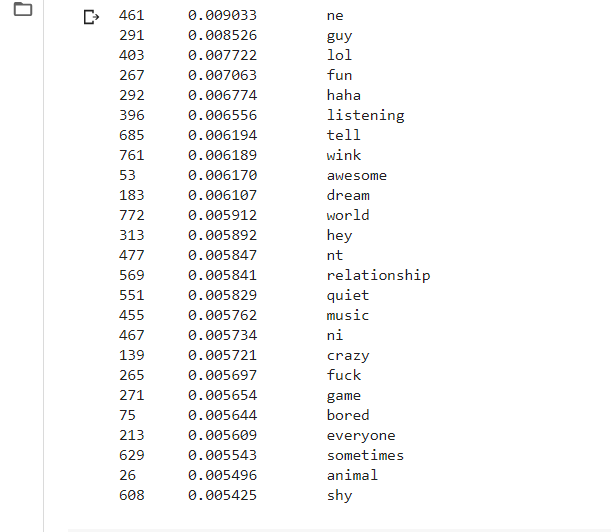 461 0.009033 ne
291 0.008526 guy
403 0.007722 lol
267 0.007063 fun
292 0.006774 haha
396 0.006556 listening
685 0.006194 tell
761 0.006189 wink
53 0.006170 awesome
183 0.006107 dream
772 0.005912 world
313 0.005892 hey
477 0.005847 nt
569 0.005841 relationship
551 0.005829 quiet
455 0.005762 music
467 0.005734 ni
139 0.005721 crazy
265 0.005697 fuck
271 0.005654 game
75 0.005644 bored
213 0.005609 everyone
629 0.005543 sometimes
26 0.005496 animal
608 0.005425 shy